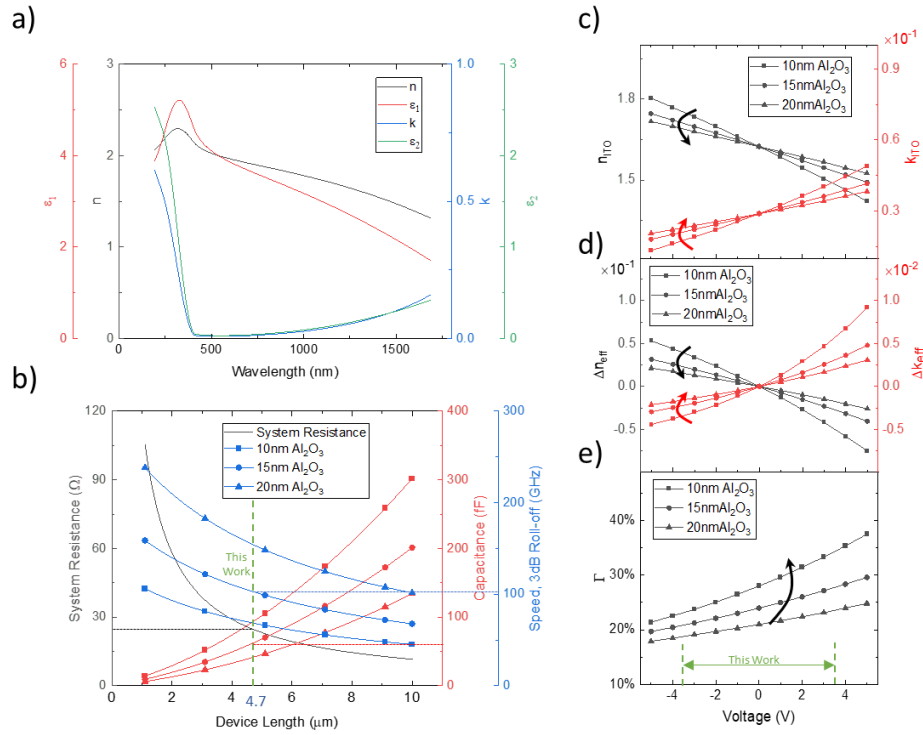 a)
6
5
4
3
2
1
0
ε1
3
2
1
0
n
n
ε1
k
ε2
1.0
0.5
0.0
k
3
2
1
0
ε2
0
500
1000
1500
Wavelength (nm)
b)
120
90
60
30
0
System Resistance (Ω)
System Resistance
10nm Al2O3
15nm Al2O3
20nm Al2O3
This
Work
400
300
200
100
0
Capacitance (fF)
300
200
100
0
Speed, 3dB Roll-off (GHz)
0
2
4
6
8
10
4.7
Device Length (μm)
c)
×10-1
1.8
1.5
nITO
10nm Al2O3
15nm Al2O3
20nmAl2O3
0.9
0.6
0.3
kITO
d)
×10-1
×10-2
0.5
0.0
-0.5
Δneff
10nm Al2O3
15nmAl2O3
20nmAl2O3
1.0
0.5
0.0
-0.5
Δkeff
e)
40%
30%
20%
10%
Γ
10nm Al2O3
15nmAl2O3
20nmAl2O3
This Work
-4
-2
0
2
4
Voltage (V)